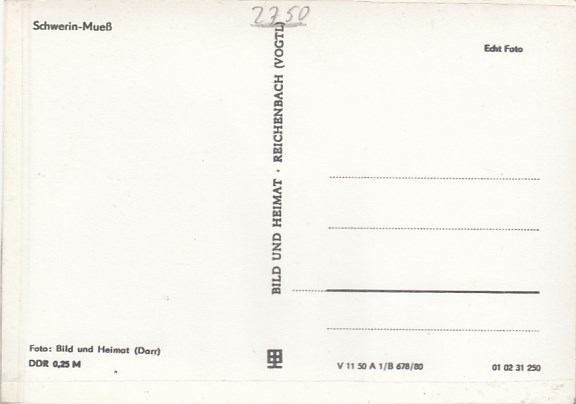 2750
Schwerin-Mueß
Echt Foto
BILD UND HEIMAT · REICHENBACH (VOGTL)
Foto: Bild und Heimat (Darr)
DDR 0,25 M
V 11 50 A 1/B 678/80
01 02 31 250